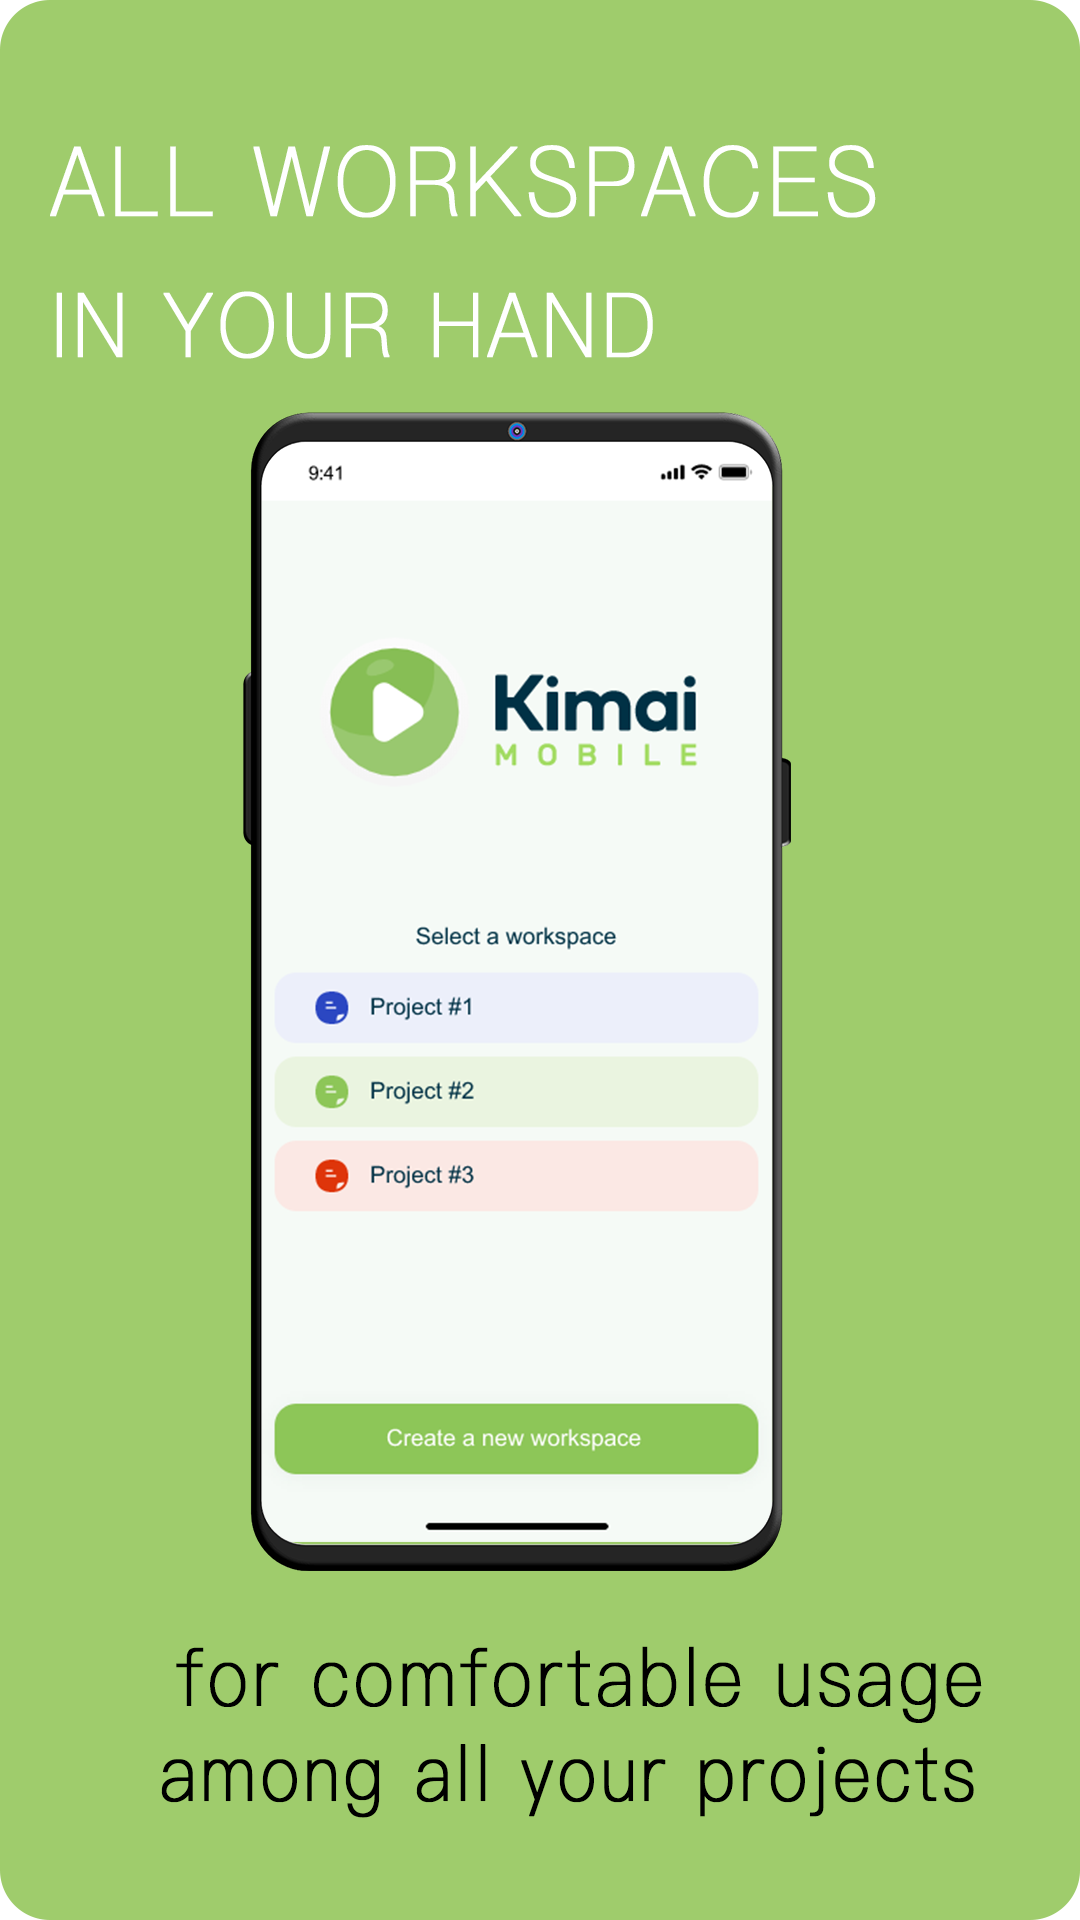 ALL WORKSPACES
IN YOUR HAND
9:41
Kimai
MOBILE
Select a workspace
Project #1
Project #2
Project #3
Create a new workspace
for comfortable usage
among all your projects